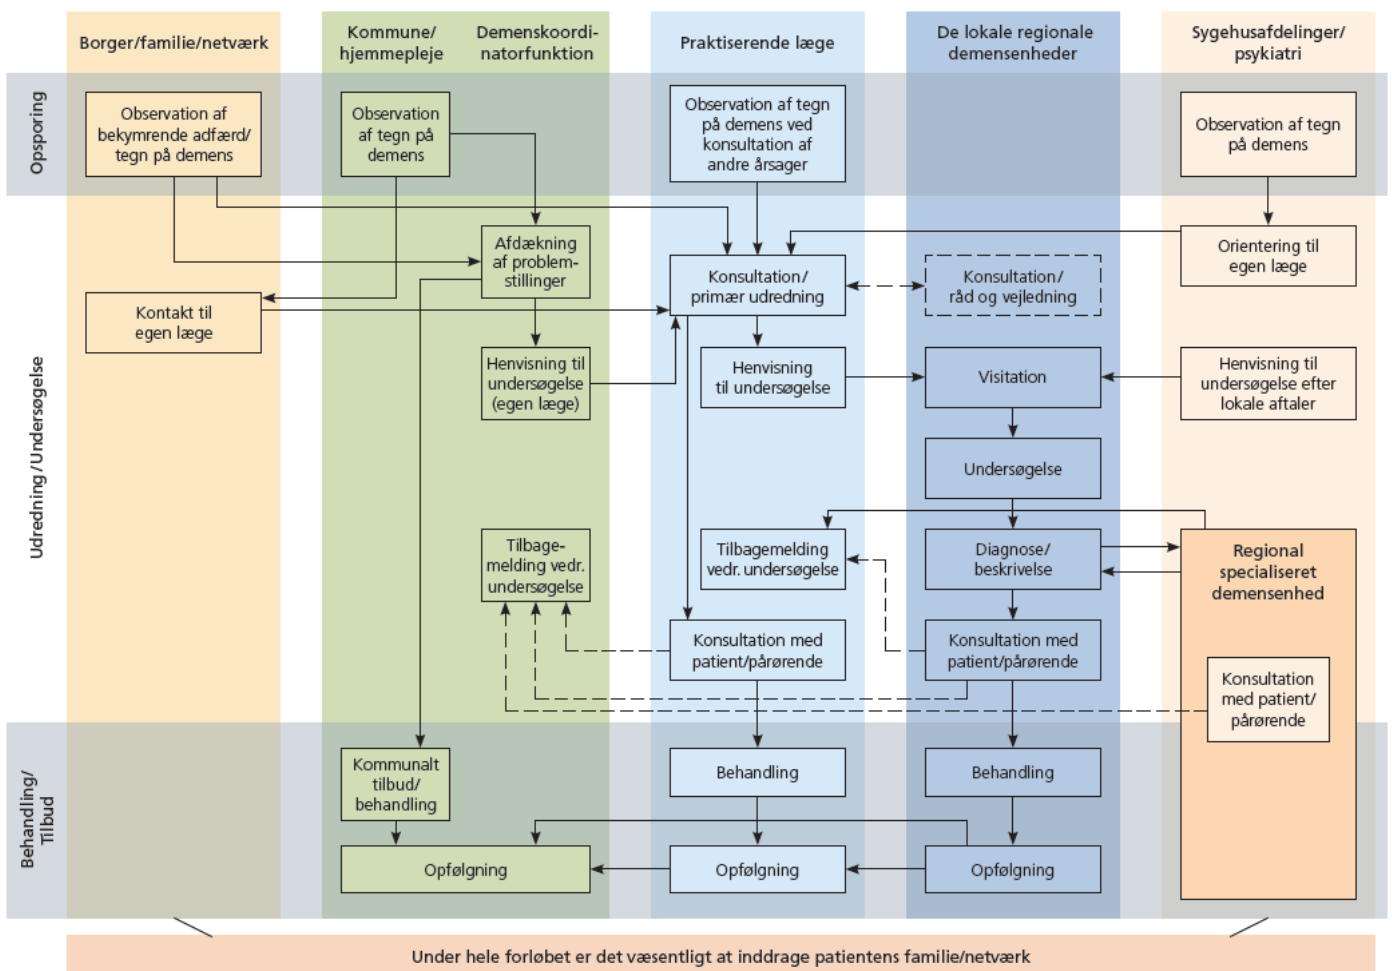 Borger/familie/netværk
Kommune/
hjemmepleje
Demenskoordi-
natorfunktion
Praktiserende læge
De lokale regionale
demensenheder
Sygehusafdelinger/
psykiatri
Opsporing
Observation af
bekymrende adfærd/
tegn på demens
Observation
af tegn på
demens
Observation af tegn
på demens ved
konsultation af
andre årsager
Observation af tegn
på demens
Udredning/Undersøgelse
Afdækning
af problem-
stillinger
Orientering til
egen læge
Konsultation/
primær udredning
Konsultation/
råd og vejledning
Kontakt til
egen læge
Henvisning til
undersøgelse
(egen læge)
Henvisning
til undersøgelse
Visitation
Henvisning til
undersøgelse efter
lokale aftaler
Undersøgelse
Tilbage-
melding vedr.
undersøgelse
Tilbagemelding
vedr. undersøgelse
Diagnose/
beskrivelse
Regional
specialiseret
demensenhed
Konsultation med
patient/pårørende
Konsultation med
patient/pårørende
Konsultation
med patient/
pårørende
Behandling/
Tilbud
Kommunalt
tilbud/
behandling
Behandling
Behandling
Opfølgning
Opfølgning
Opfølgning
Under hele forløbet er det væsentligt at inddrage patientens familie/netværk